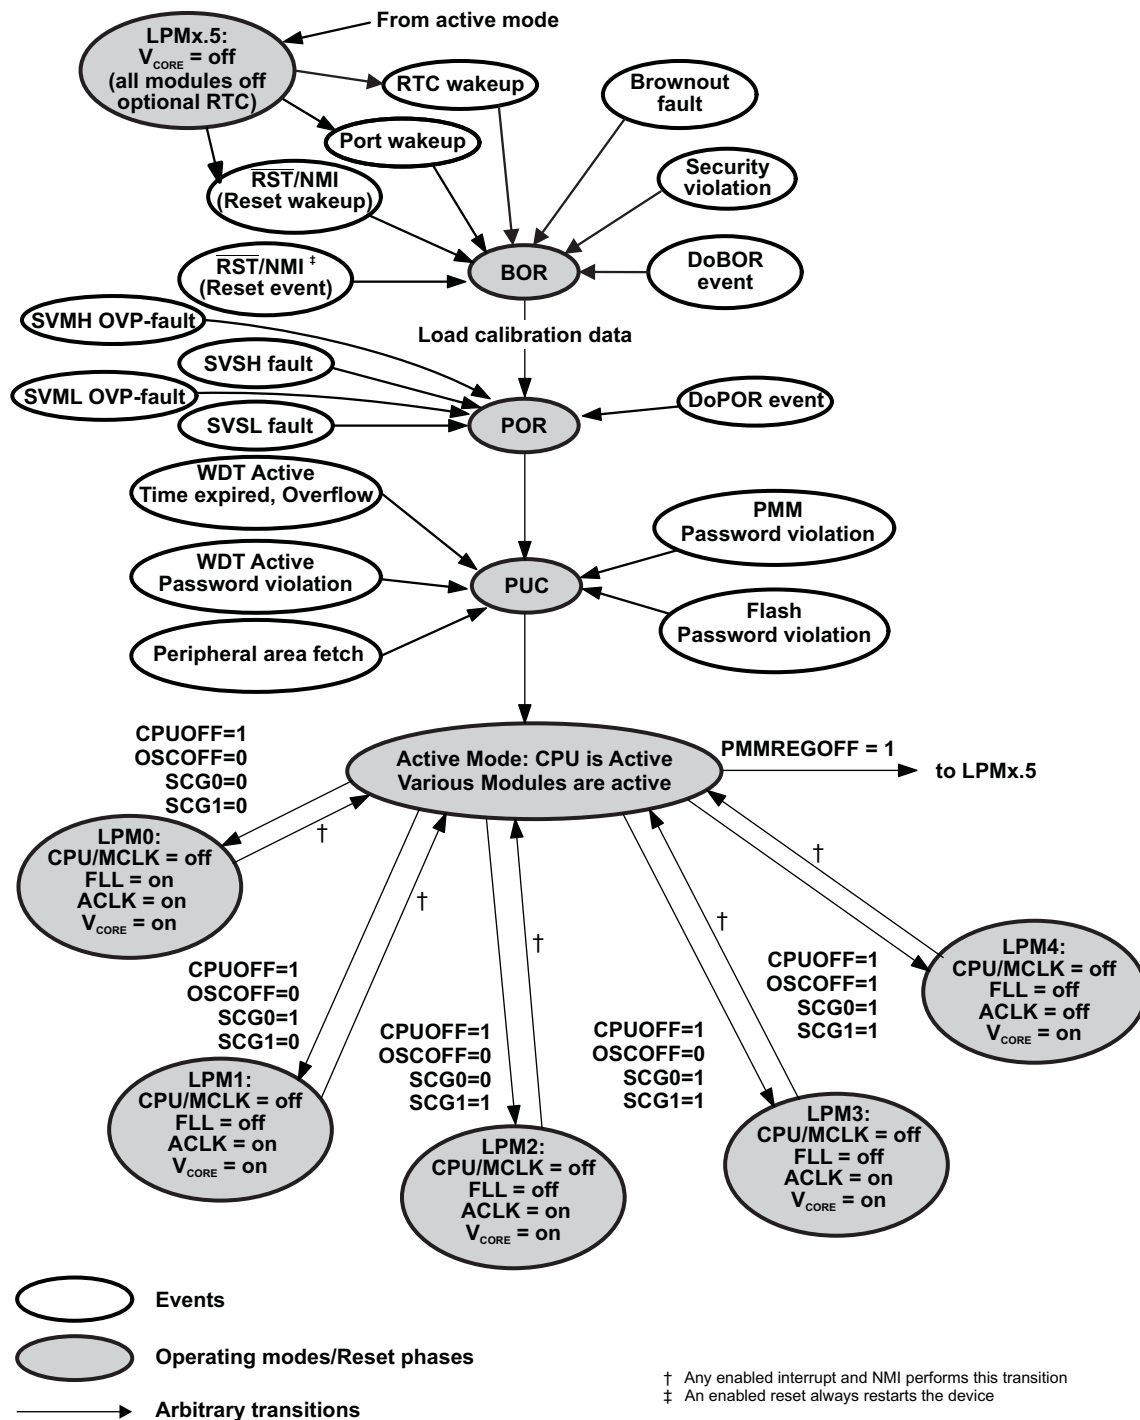 From active mode
LPMx.5:
VCORE = off
(all modules off
optional RTC)
RTC wakeup
Brownout
fault
Port wakeup
Security
violation
RST/NMI
(Reset wakeup)
BOR
DoBOR
event
RST/NMI ‡
(Reset event)
SVMH OVP-fault
Load calibration data
SVSH fault
SVML OVP-fault
DoPOR event
SVSL fault
POR
WDT Active
Time expired, Overflow
PMM
Password violation
WDT Active
Password violation
PUC
Flash
Password violation
Peripheral area fetch
CPUOFF=1
OSCOFF=0
SCG0=0
SCG1=0
Active Mode: CPU is Active
Various Modules are active
PMMREGOFF = 1
to LPMx.5
LPM0:
CPU/MCLK = off
FLL = on
ACLK = on
VCORE = on
†
†
†
†
†
CPUOFF=1
OSCOFF=0
SCG0=1
SCG1=0
CPUOFF=1
OSCOFF=0
SCG0=0
SCG1=1
CPUOFF=1
OSCOFF=0
SCG0=1
SCG1=1
CPUOFF=1
OSCOFF=1
SCG0=1
SCG1=1
LPM4:
CPU/MCLK = off
FLL = off
ACLK = off
VCORE = on
LPM1:
CPU/MCLK = off
FLL = off
ACLK = on
VCORE = on
LPM2:
CPU/MCLK = off
FLL = off
ACLK = on
VCORE = on
LPM3:
CPU/MCLK = off
FLL = off
ACLK = on
VCORE = on
Events
Operating modes/Reset phases
Arbitrary transitions
† Any enabled interrupt and NMI performs this transition
‡ An enabled reset always restarts the device